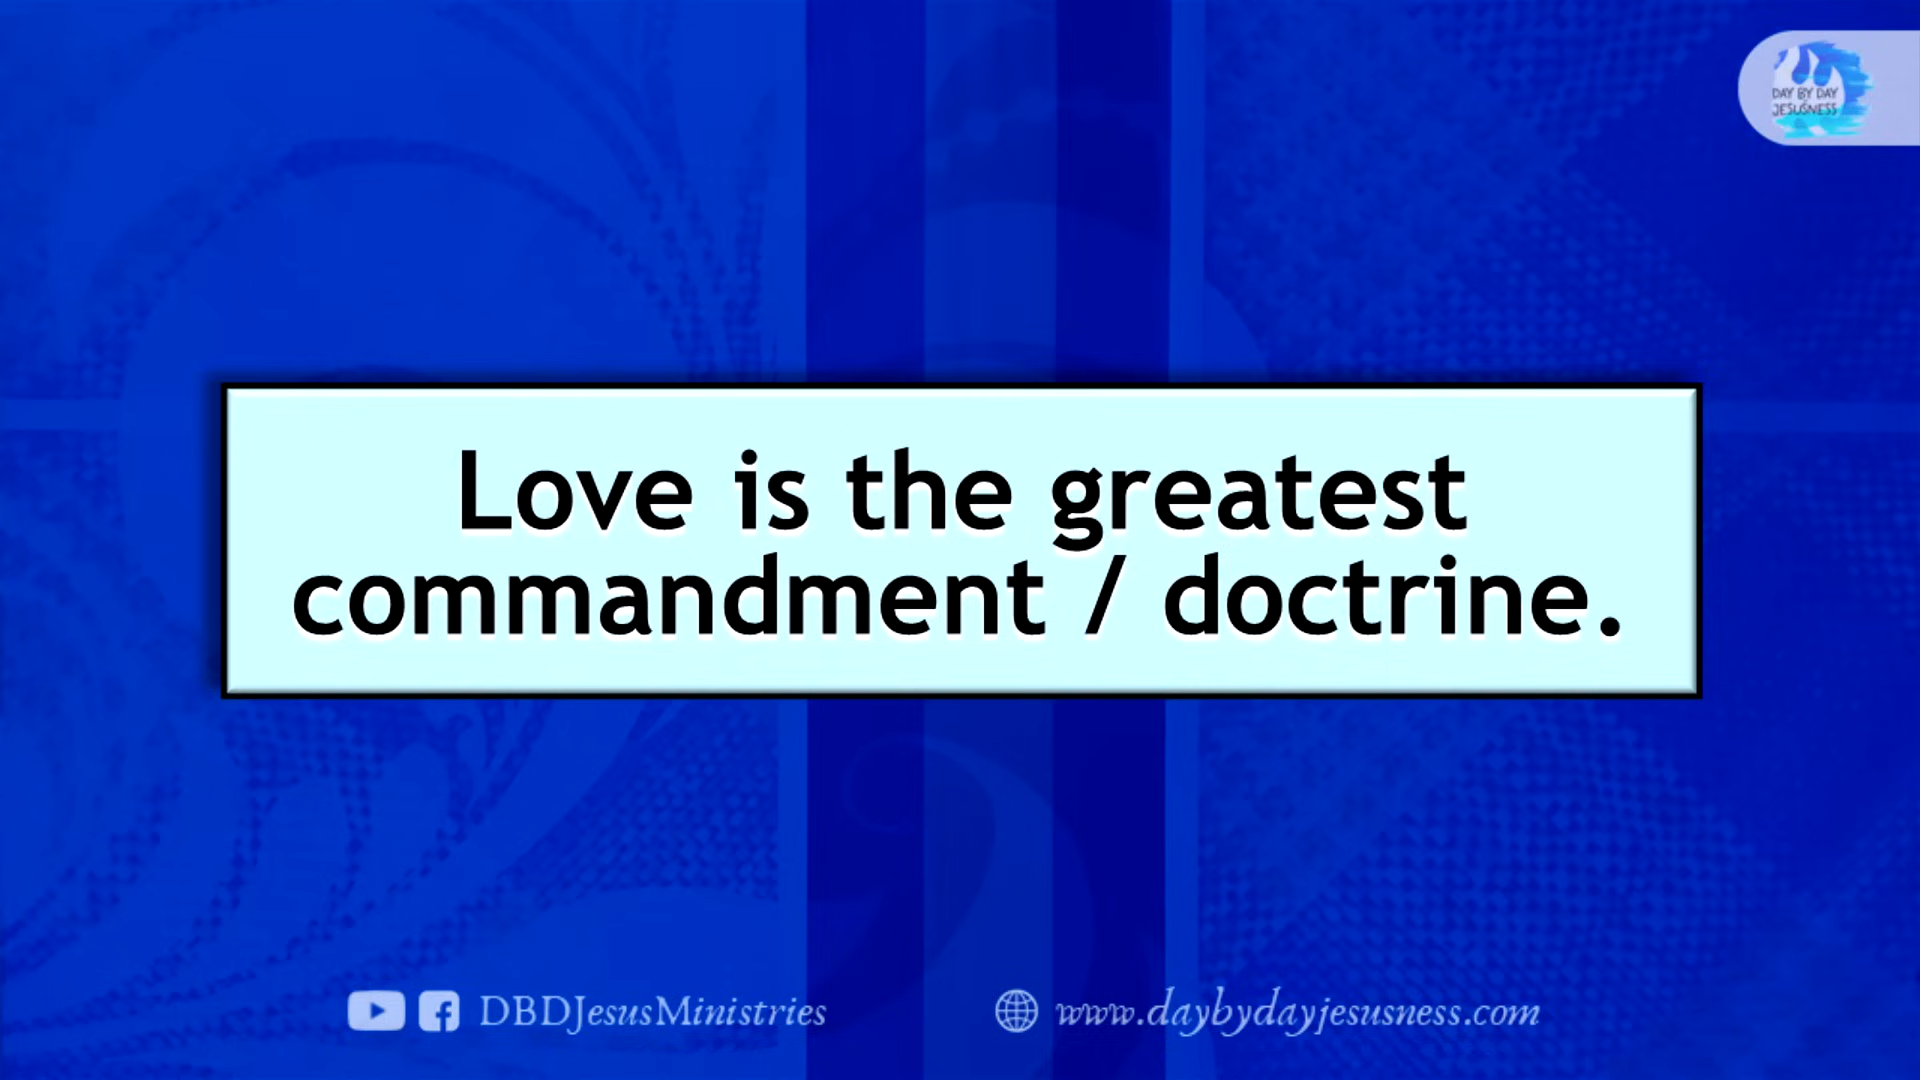 DAY BY DAY
JESUSNESS
Love is the greatest
commandment / doctrine.
DBDJesusMinistries
www.daybydayjesusness.com